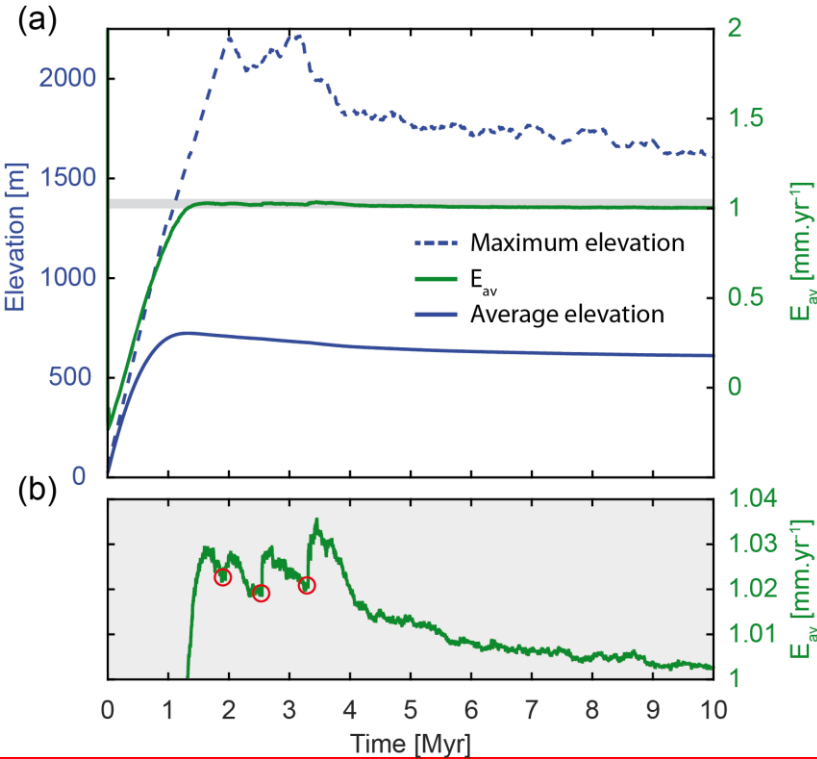 (a)
2000
1500
1000
500
0
Elevation [m]
2
1.5
1
0.5
0
E_av [mm.yr⁻¹]
Maximum elevation
E_av
Average elevation
(b)
1.04
1.03
1.02
1.01
1
E_av [mm.yr⁻¹]
0 1 2 3 4 5 6 7 8 9 10
Time [Myr]